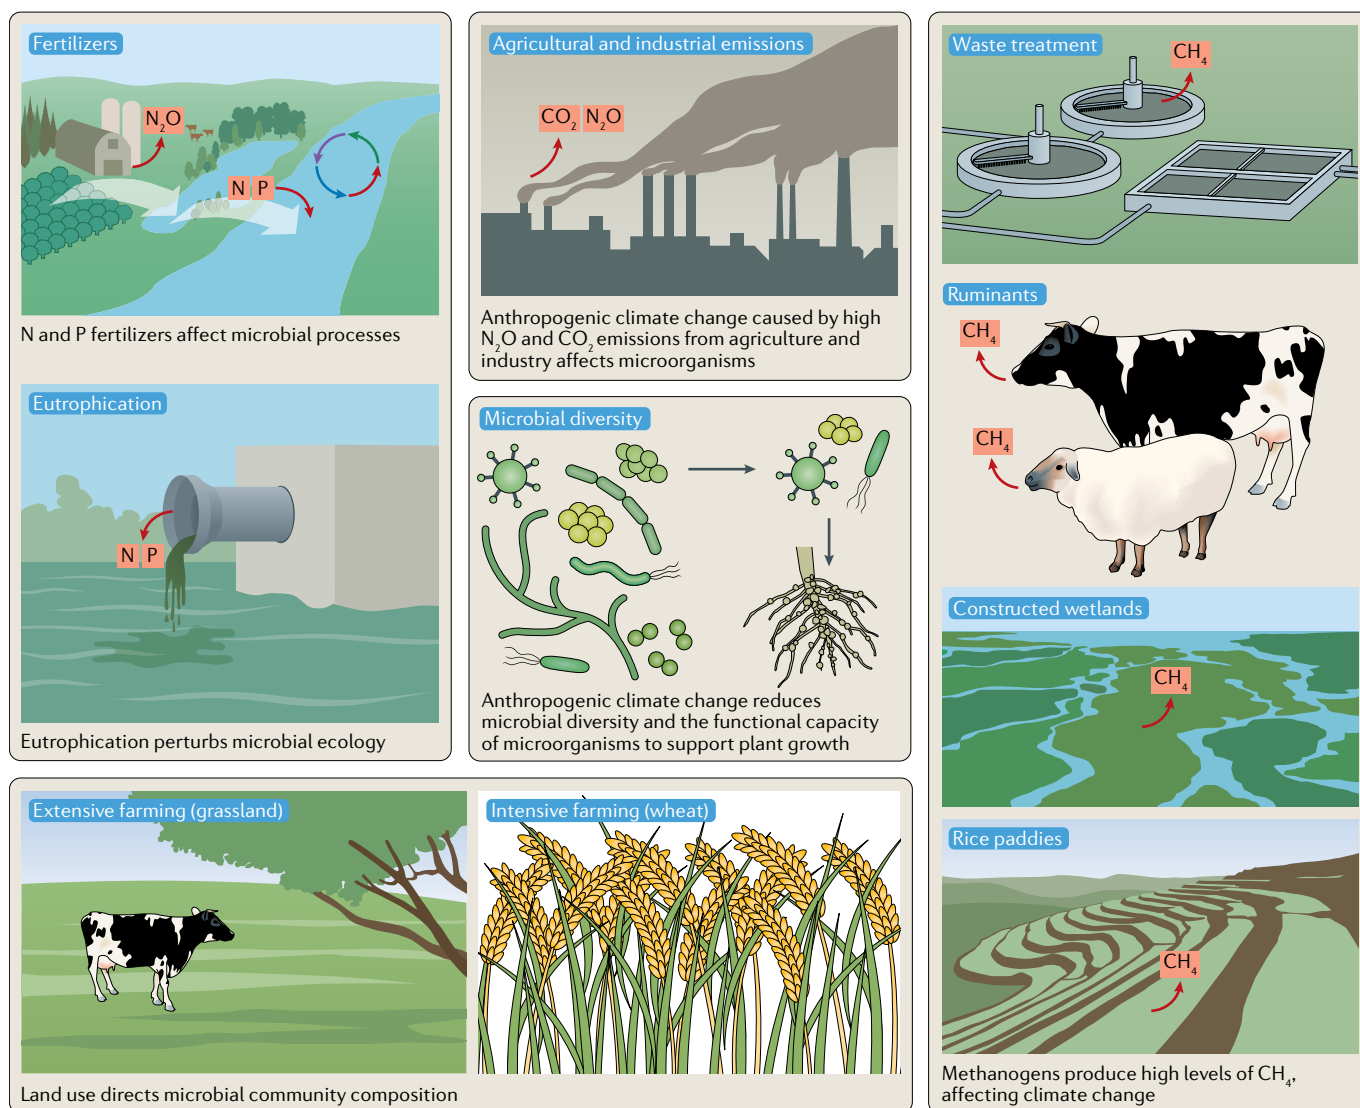 Fertilizers
N₂O
N P
N and P fertilizers affect microbial processes
Eutrophication
N P
Eutrophication perturbs microbial ecology
Agricultural and industrial emissions
CO₂ N₂O
Anthropogenic climate change caused by high
N₂O and CO₂ emissions from agriculture and
industry affects microorganisms
Microbial diversity
Anthropogenic climate change reduces
microbial diversity and the functional capacity
of microorganisms to support plant growth
Extensive farming (grassland)
Intensive farming (wheat)
Land use directs microbial community composition
Waste treatment
CH₄
Ruminants
CH₄
CH₄
Constructed wetlands
CH₄
Rice paddies
CH₄
Methanogens produce high levels of CH₄,
affecting climate change